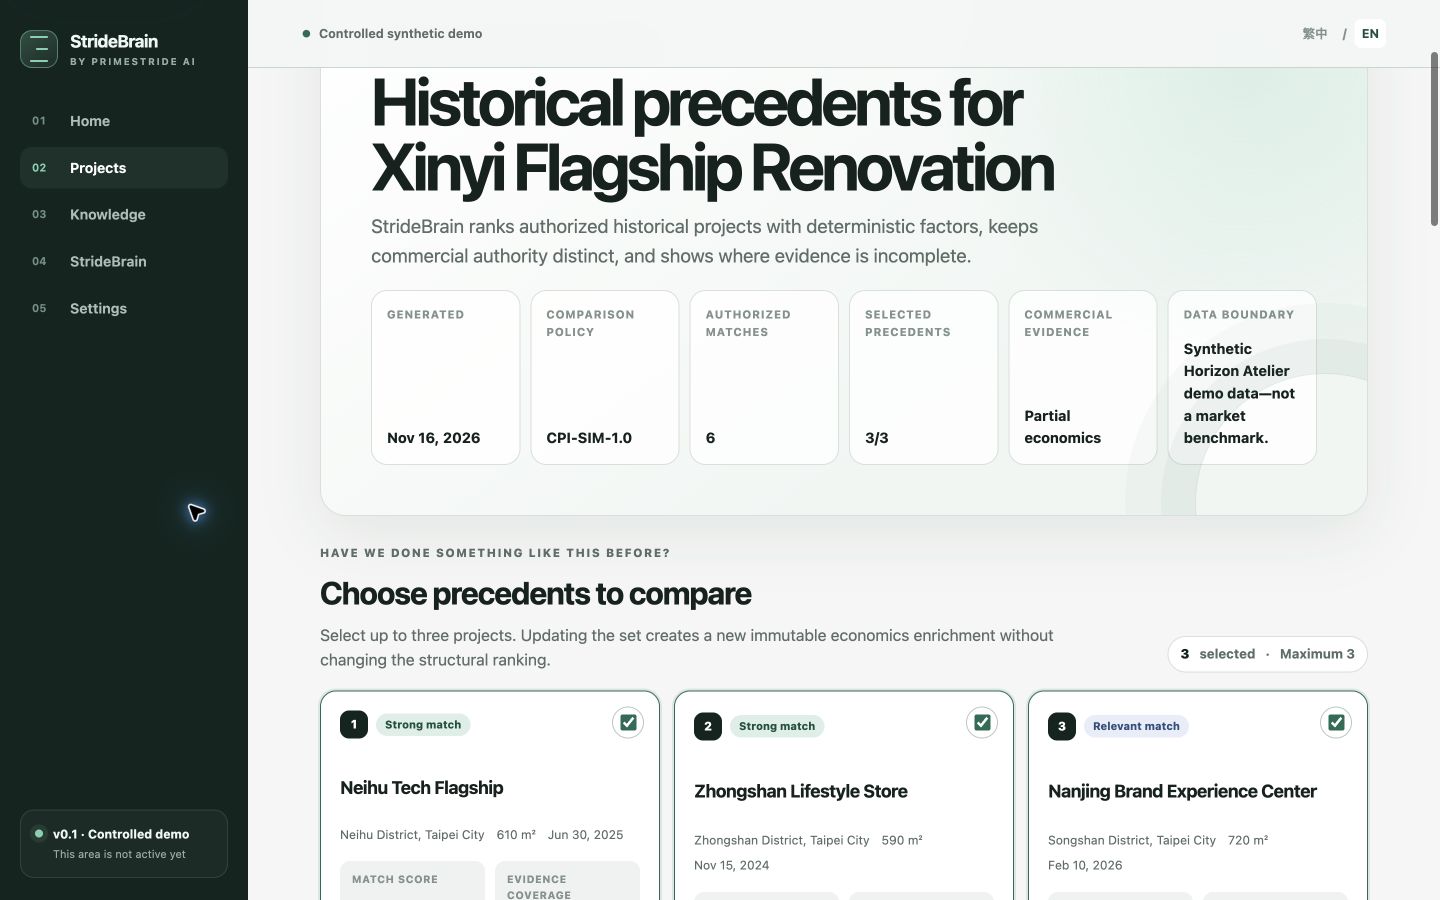 StrideBrain
BY PRIMESTRIDE AI
01 Home
02 Projects
03 Knowledge
04 StrideBrain
05 Settings
v0.1 · Controlled demo
This area is not active yet
Controlled synthetic demo
繁中 / EN
Historical precedents for
Xinyi Flagship Renovation
StrideBrain ranks authorized historical projects with deterministic factors, keeps
commercial authority distinct, and shows where evidence is incomplete.
GENERATED
Nov 16, 2026
COMPARISON
POLICY
CPI-SIM-1.0
AUTHORIZED
MATCHES
6
SELECTED
PRECEDENTS
3/3
COMMERCIAL
EVIDENCE
Partial
economics
DATA BOUNDARY
Synthetic
Horizon Atelier
demo data—not
a market
benchmark.
HAVE WE DONE SOMETHING LIKE THIS BEFORE?
Choose precedents to compare
Select up to three projects. Updating the set creates a new immutable economics enrichment without
changing the structural ranking.
3 selected · Maximum 3
1 Strong match
Neihu Tech Flagship
Neihu District, Taipei City 610 m² Jun 30, 2025
MATCH SCORE
EVIDENCE
COVERAGE
2 Strong match
Zhongshan Lifestyle Store
Zhongshan District, Taipei City 590 m²
Nov 15, 2024
3 Relevant match
Nanjing Brand Experience Center
Songshan District, Taipei City 720 m²
Feb 10, 2026